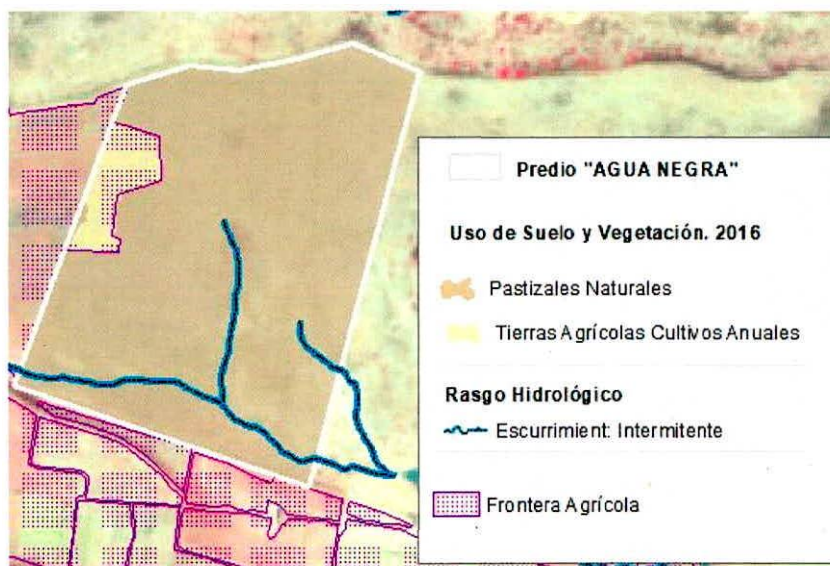 Predio "AGUA NEGRA"
Uso de Suelo y Vegetación. 2016
Pastizales Naturales
Tierras Agrícolas Cultivos Anuales
Rasgo Hidrológico
Escurrimient: Intermitente
Frontera Agrícola